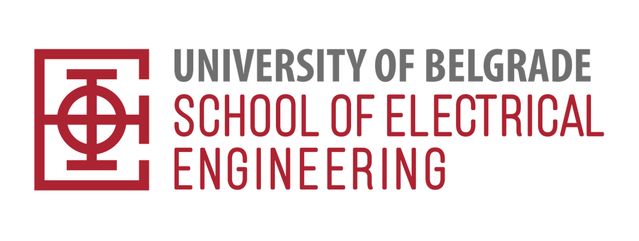 UNIVERSITY OF BELGRADE
SCHOOL OF ELECTRICAL
ENGINEERING